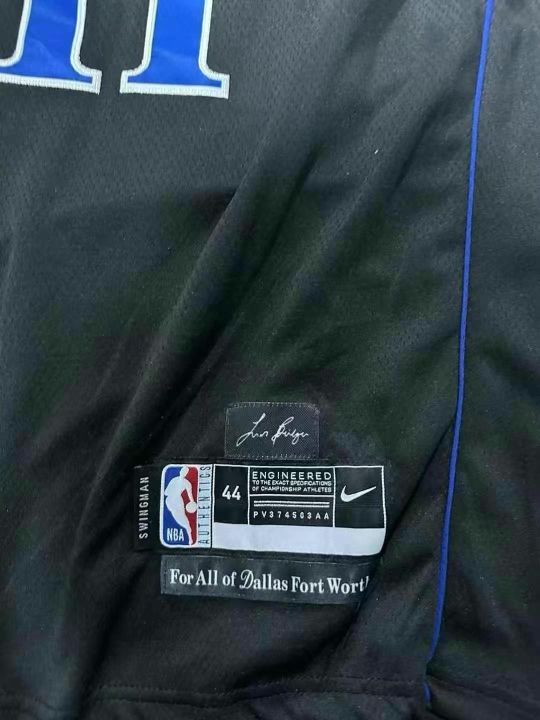 44
ENGINEERED
TO THE EXACT SPECIFICATIONS
OF CHAMPIONSHIP ATHLETES
PV374503AA
SWINGMAN
NBA
AUTHENTICS
For All of Dallas Fort Worth